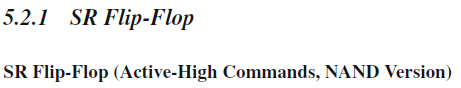 5.2.1 SR Flip-Flop
SR Flip-Flop (Active-High Commands, NAND Version)